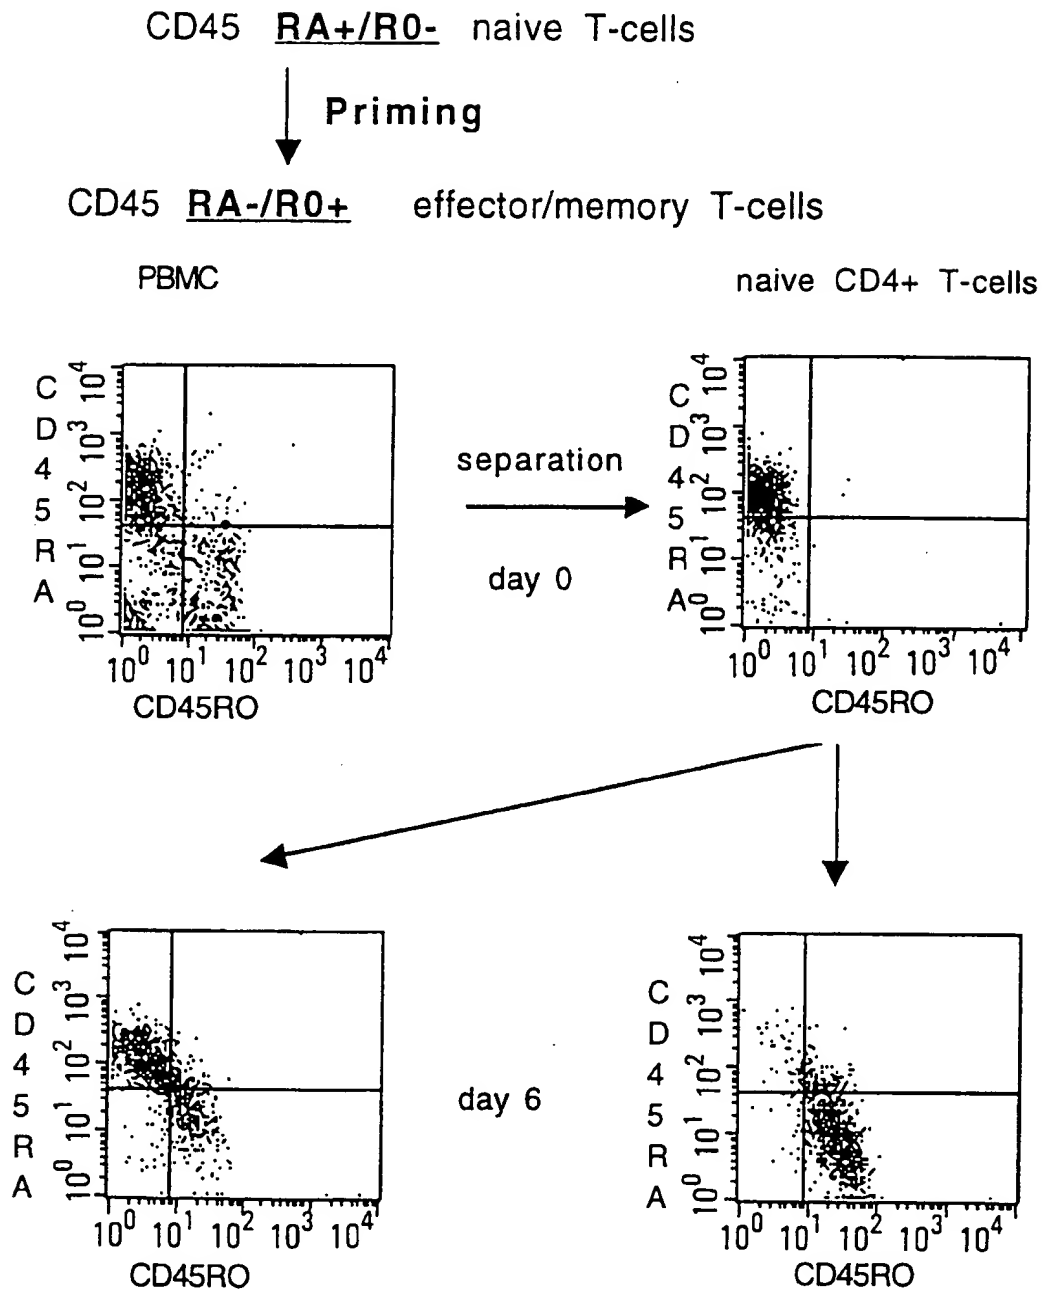 CD45 RA+/R0- naive T-cells
Priming
CD45 RA-/R0+ effector/memory T-cells
PBMC
naive CD4+ T-cells
CD45RA
10^4
10^3
10^2
10^1
10^0
10^0 10^1 10^2 10^3 10^4
CD45RO
separation
day 0
CD45RA
10^4
10^3
10^2
10^1
10^0
10^0 10^1 10^2 10^3 10^4
CD45RO
CD45RA
10^4
10^3
10^2
10^1
10^0
10^0 10^1 10^2 10^3 10^4
CD45RO
day 6
CD45RA
10^4
10^3
10^2
10^1
10^0
10^0 10^1 10^2 10^3 10^4
CD45RO